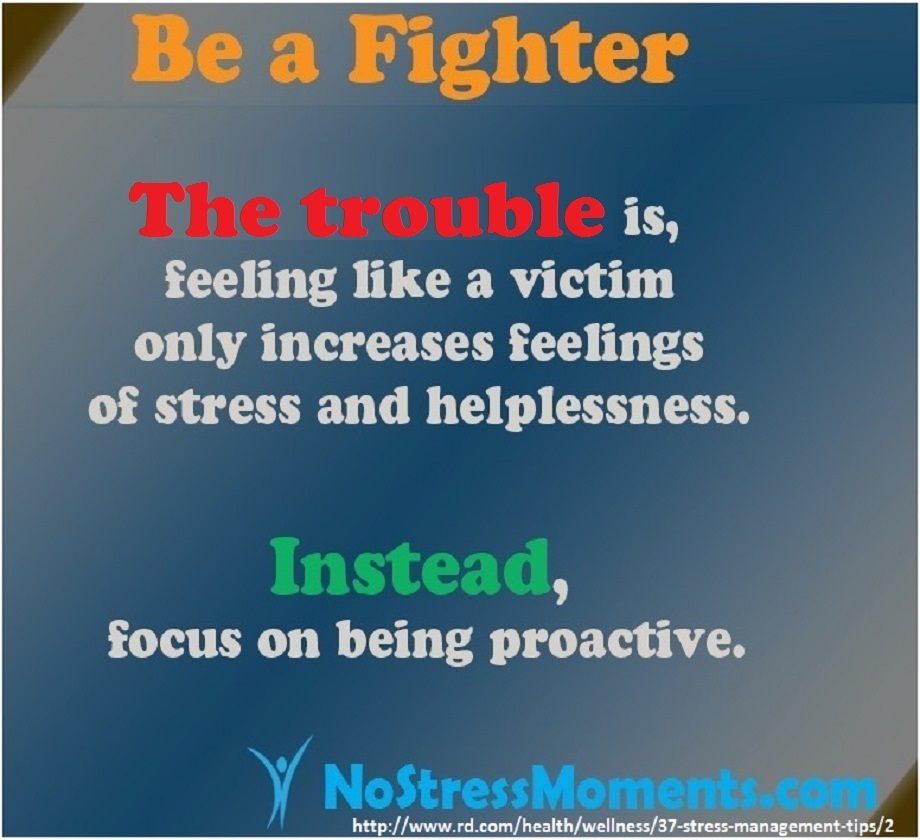 Be a Fighter
The trouble is,
feeling like a victim
only increases feelings
of stress and helplessness.
Instead,
focus on being proactive.
NoStressMoments.com
http://www.rd.com/health/wellness/37-stress-management-tips/2